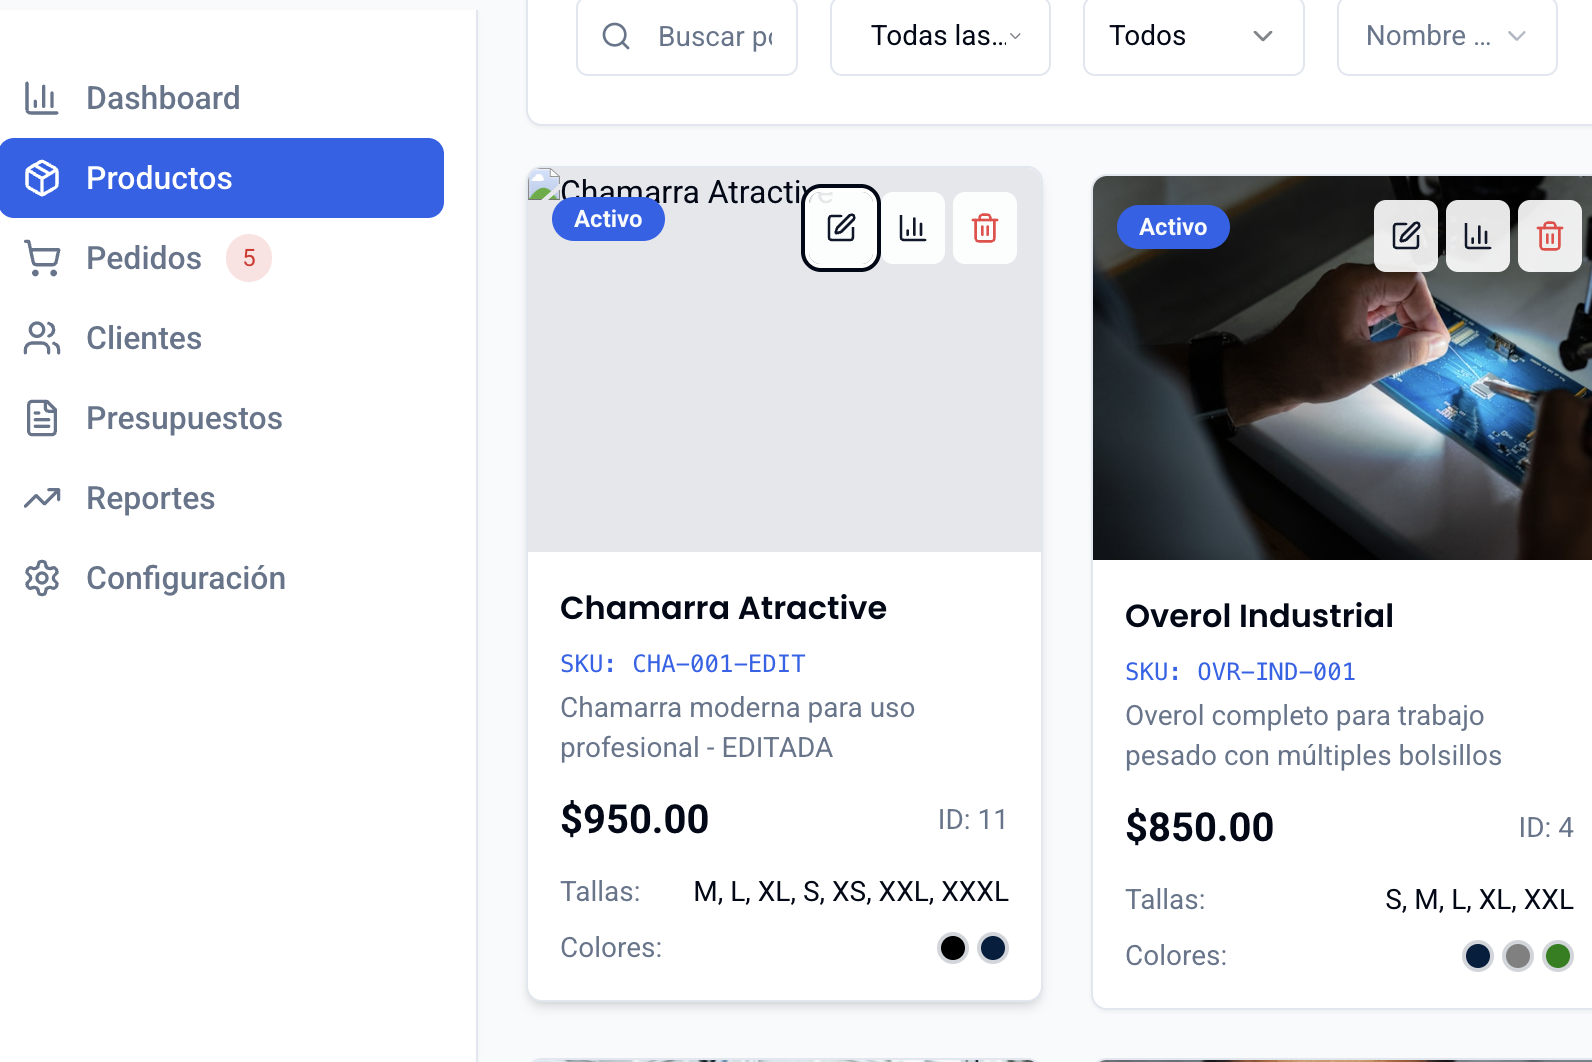 Buscar po
Todas las...
Todos
Nombre ...
Dashboard
Productos
Pedidos 5
Clientes
Presupuestos
Reportes
Configuración
Chamarra Atractive
Activo
Chamarra Atractive
SKU: CHA-001-EDIT
Chamarra moderna para uso
profesional - EDITADA
$950.00 ID: 11
Tallas: M, L, XL, S, XS, XXL, XXXL
Colores:
Activo
Overol Industrial
SKU: OVR-IND-001
Overol completo para trabajo
pesado con múltiples bolsillos
$850.00 ID: 4
Tallas: S, M, L, XL, XXL
Colores: